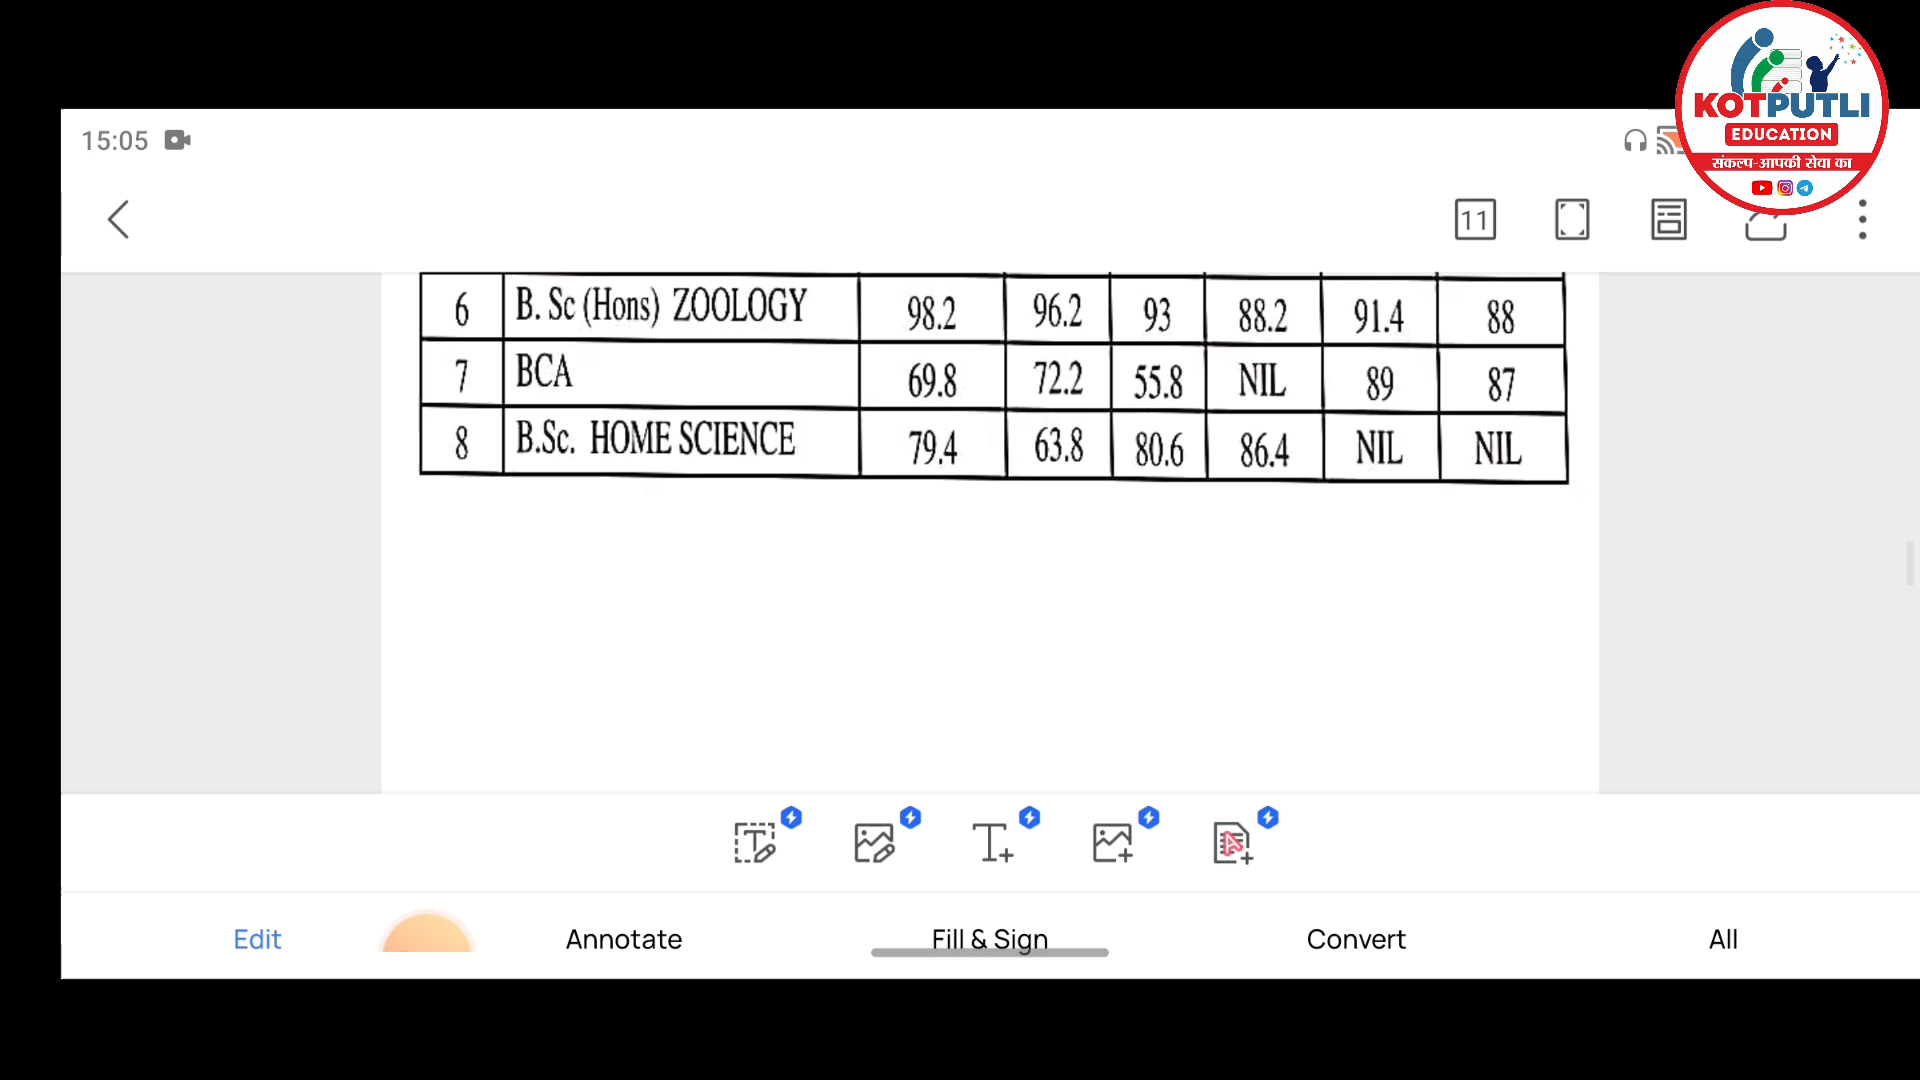 15:05
KOTPUTLI
EDUCATION
संकल्प-आपकी सेवा का
11
6 B. Sc (Hons) ZOOLOGY 98.2 96.2 93 88.2 91.4 88
7 BCA 69.8 72.2 55.8 NIL 89 87
8 B.Sc. HOME SCIENCE 79.4 63.8 80.6 86.4 NIL NIL
Edit Annotate Fill & Sign Convert All